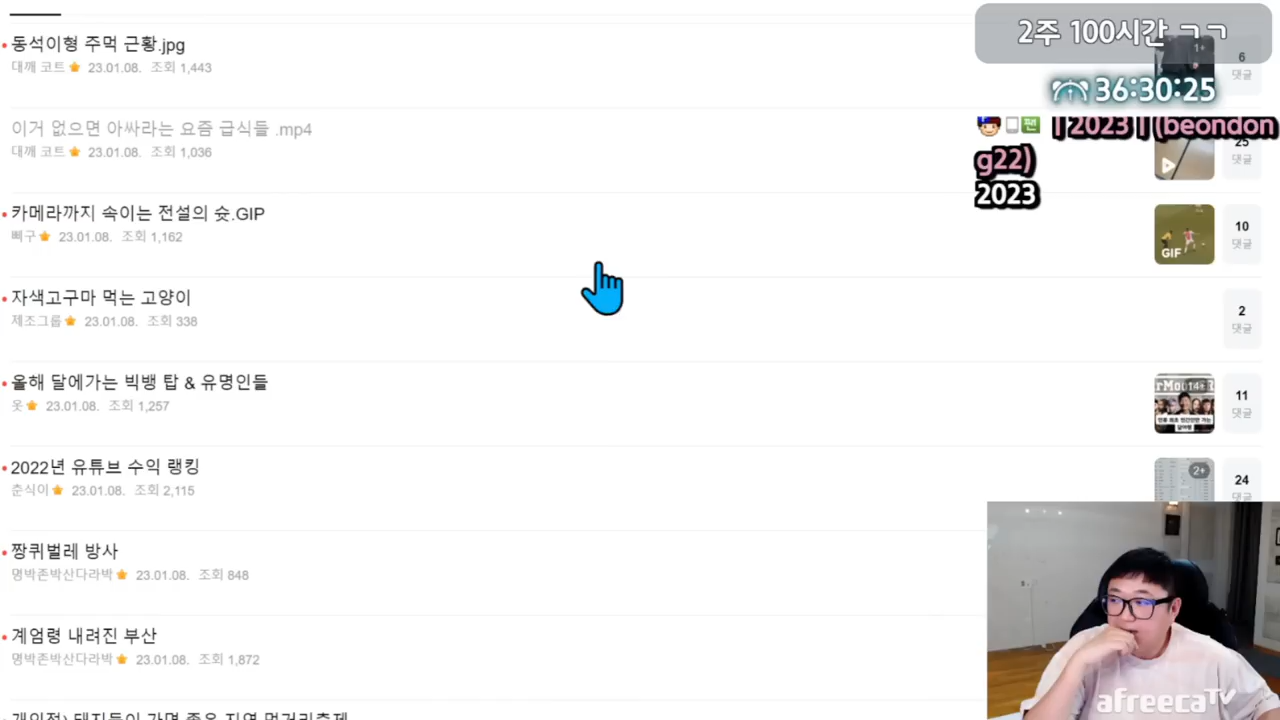 2주 100시간 ㄱㄱ
36:30:25
팬 | 2023 | (beondon
g22)
2023
동석이형 주먹 근황.jpg
대깨 코트 23.01.08. 조회 1,443
1+
6
댓글
이거 없으면 아싸라는 요즘 급식들 .mp4
대깨 코트 23.01.08. 조회 1,036
25
댓글
카메라까지 속이는 전설의 슛.GIP
삐구 23.01.08. 조회 1,162
GIF
10
댓글
자색고구마 먹는 고양이
제조그룹 23.01.08. 조회 338
2
댓글
올해 달에가는 빅뱅 탑 & 유명인들
옷 23.01.08. 조회 1,257
14+
11
댓글
2022년 유튜브 수익 랭킹
춘식이 23.01.08. 조회 2,115
2+
24
댓글
짱퀴벌레 방사
명박존박산다라박 23.01.08. 조회 848
계엄령 내려진 부산
명박존박산다라박 23.01.08. 조회 1,872
afreecaTV